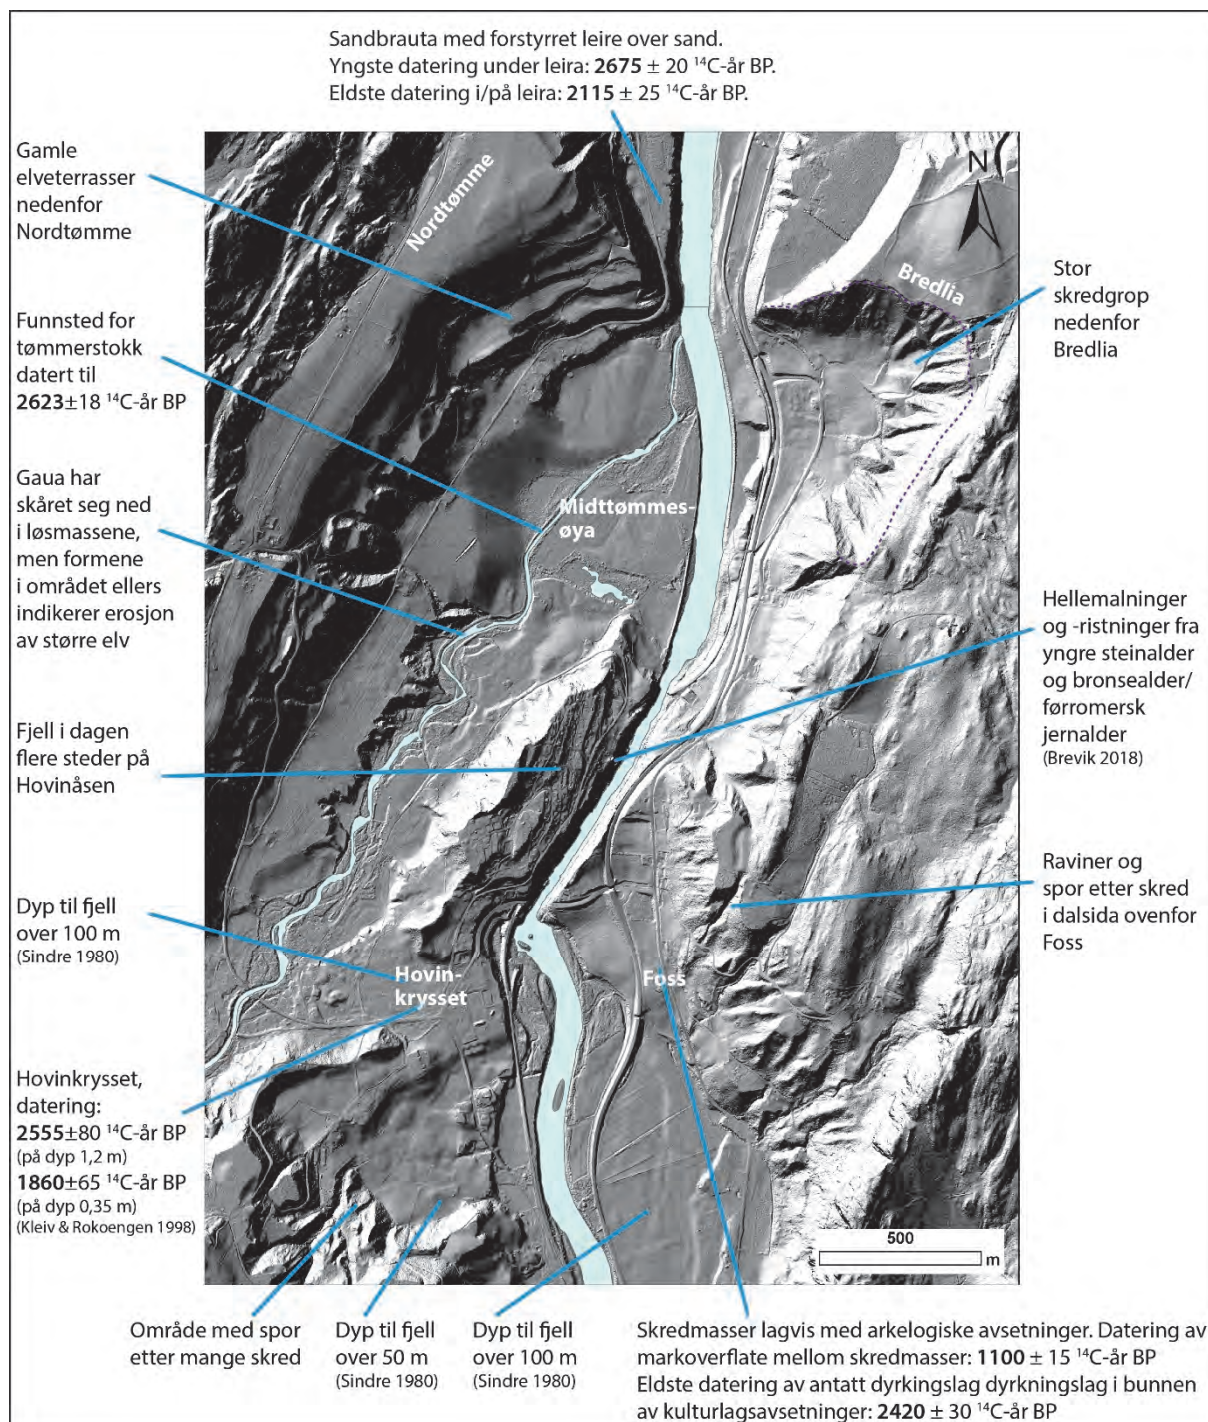 Sandbrauta med forstyrret leire over sand.
Yngste datering under leira: 2675 ± 20 ¹⁴C-år BP.
Eldste datering i/på leira: 2115 ± 25 ¹⁴C-år BP.
Gamle
elveterrasser
nedenfor
Nordtømme
Funnsted for
tømmerstokk
datert til
2623±18 ¹⁴C-år BP
Gaua har
skåret seg ned
i løsmassene,
men formene
i området ellers
indikerer erosjon
av større elv
Fjell i dagen
flere steder på
Hovinåsen
Dyp til fjell
over 100 m
(Sindre 1980)
Hovinkrysset,
datering:
2555±80 ¹⁴C-år BP
(på dyp 1,2 m)
1860±65 ¹⁴C-år BP
(på dyp 0,35 m)
(Kleiv & Rokoengen 1998)
Nordtømme
N
Bredlia
Midttømmes-
øya
Hovin-
krysset
Foss
500
m
Stor
skredgrop
nedenfor
Bredlia
Hellemalninger
og -ristninger fra
yngre steinalder
og bronsealder/
førromersk
jernalder
(Brevik 2018)
Raviner og
spor etter skred
i dalsida ovenfor
Foss
Område med spor
etter mange skred
Dyp til fjell
over 50 m
(Sindre 1980)
Dyp til fjell
over 100 m
(Sindre 1980)
Skredmasser lagvis med arkelogiske avsetninger. Datering av
markoverflate mellom skredmasser: 1100 ± 15 ¹⁴C-år BP
Eldste datering av antatt dyrkingslag dyrkningslag i bunnen
av kulturlagsavsetninger: 2420 ± 30 ¹⁴C-år BP